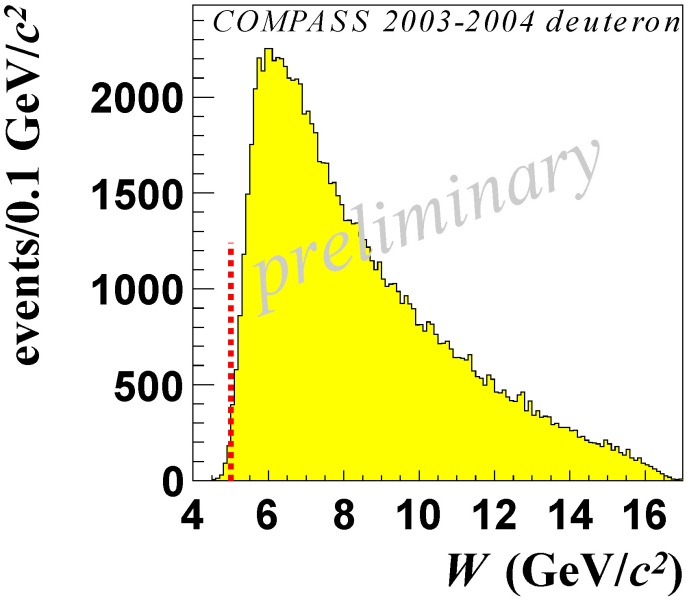 COMPASS 2003-2004 deuteron
events/0.1 GeV/c²
2000
1500
1000
500
0
preliminary
4 6 8 10 12 14 16
W (GeV/c²)